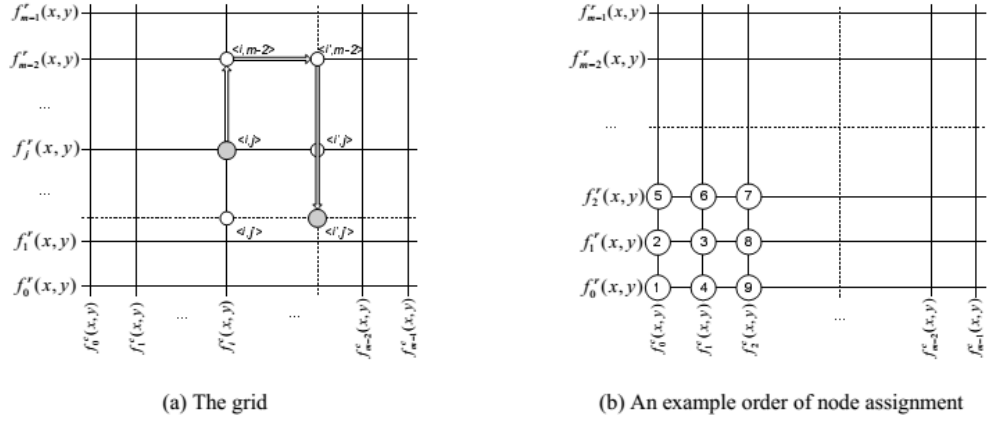 f^r_{m-1}(x,y)
f^r_{m-2}(x,y)
<i,m-2>
<i',m-2>
...
f^r_j(x,y)
<i,j>
<i',j>
...
<i,j>
<i',j>
f^r_1(x,y)
f^r_0(x,y)
f^c_0(x,y)
f^c_1(x,y)
...
f^c_i(x,y)
...
f^c_{m-2}(x,y)
f^c_{m-1}(x,y)
(a) The grid
f^r_{m-1}(x,y)
f^r_{m-2}(x,y)
...
f^r_2(x,y) 5 6 7
f^r_1(x,y) 2 3 8
f^r_0(x,y) 1 4 9
f^c_0(x,y)
f^c_1(x,y)
f^c_2(x,y)
...
f^c_{m-2}(x,y)
f^c_{m-1}(x,y)
(b) An example order of node assignment